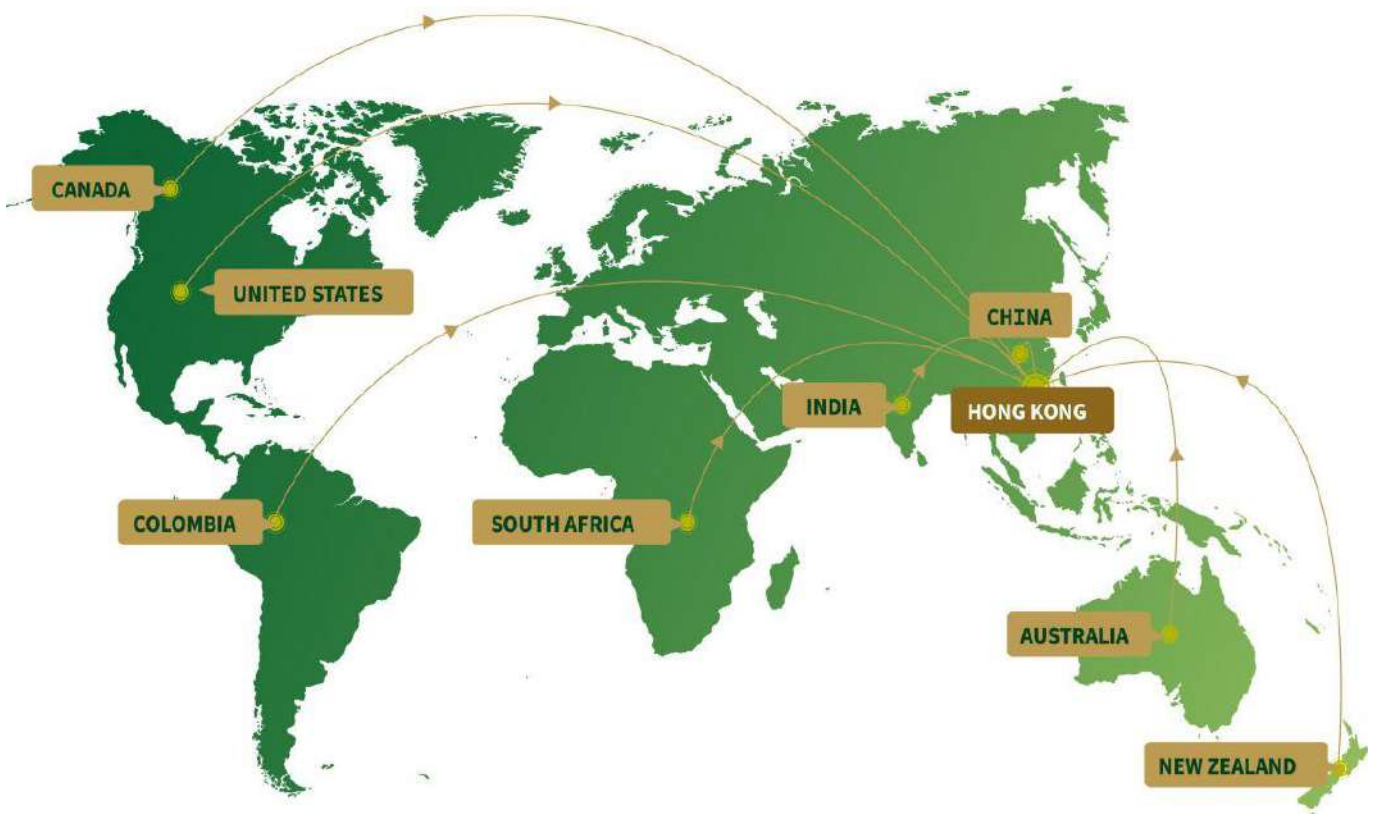 CANADA
UNITED STATES
CHINA
INDIA
HONG KONG
COLOMBIA
SOUTH AFRICA
AUSTRALIA
NEW ZEALAND